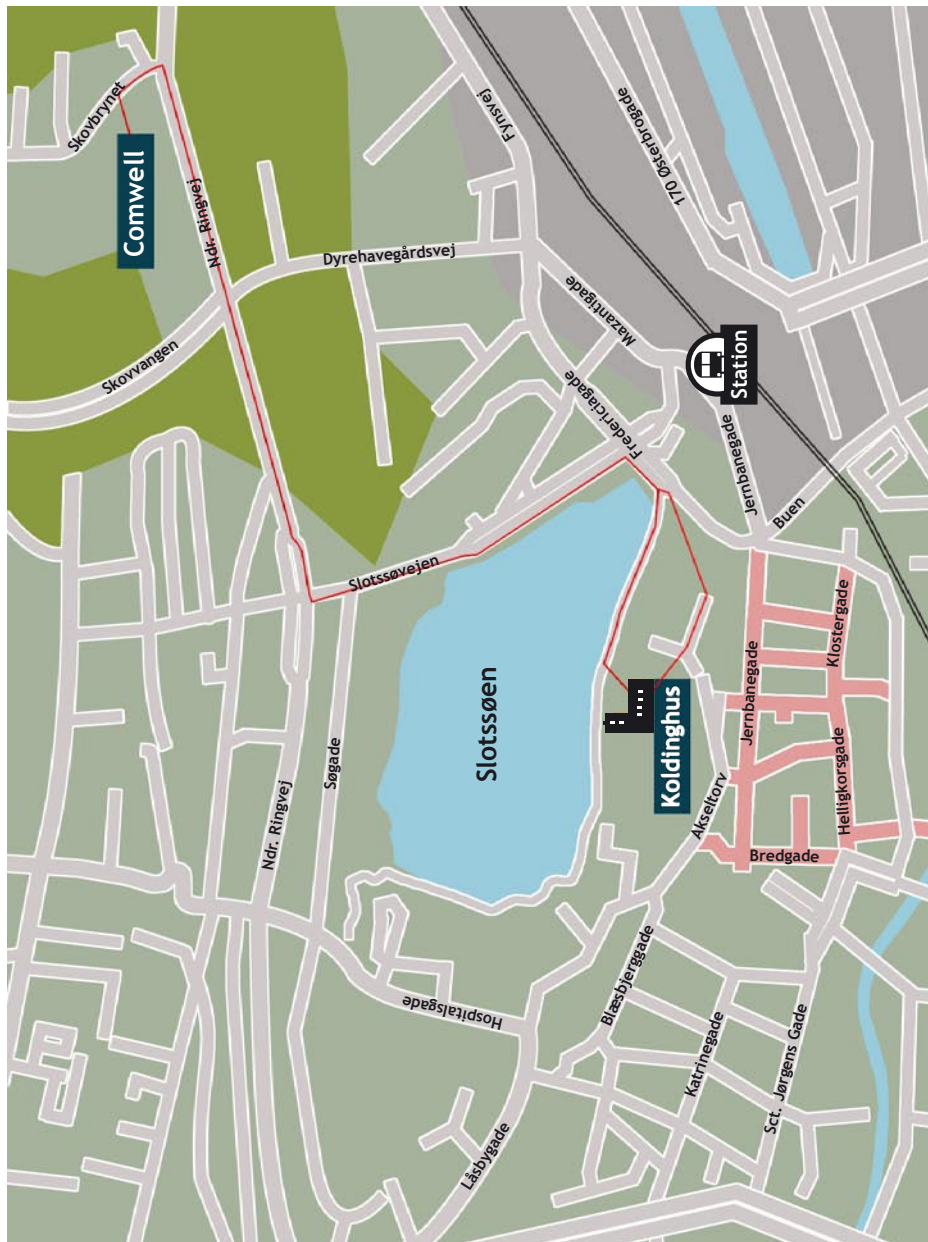 Skovbrynet
Comwell
Ndr. Ringvej
Skovvangen
Dyrehavegårdsvej
Fynsvej
170 Østerbrogade
Mazantigade
Station
Fredericiagade
Jernbanegade
Buen
Slotssøvejen
Slotssøen
Koldinghus
Jernbanegade
Klostergade
Helligkorsgade
Akseltorv
Bredgade
Søgade
Ndr. Ringvej
Hospitalsgade
Blæsbjerggade
Katrinegade
Sct. Jørgens Gade
Låsbygade